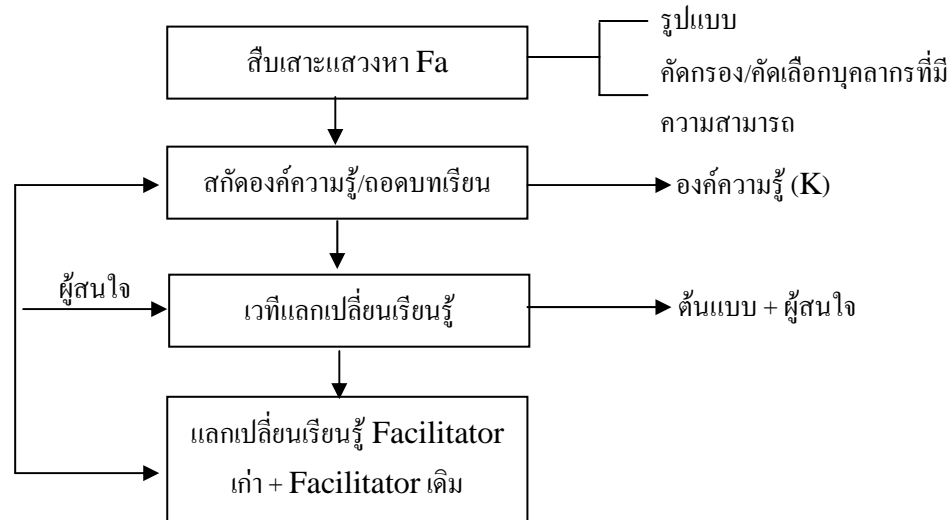 รูปแบบ
สืบเสาะแสวงหา Fa
คัดกรอง/คัดเลือกบุคลากรที่มี
ความสามารถ
สกัดองค์ความรู้/ถอดบทเรียน
องค์ความรู้ (K)
ผู้สนใจ
เวทีแลกเปลี่ยนเรียนรู้
ต้นแบบ + ผู้สนใจ
แลกเปลี่ยนเรียนรู้ Facilitator
เก่า + Facilitator เดิม